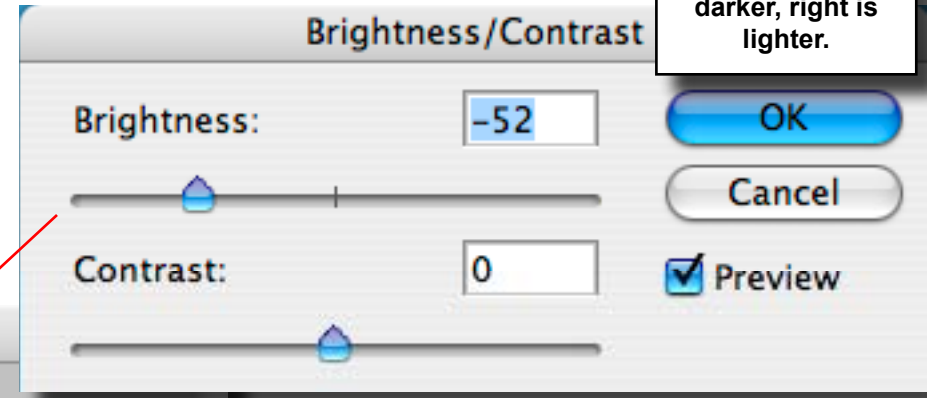 darker, right is
lighter.
Brightness/Contrast
Brightness: -52 OK
Cancel
Contrast: 0 Preview